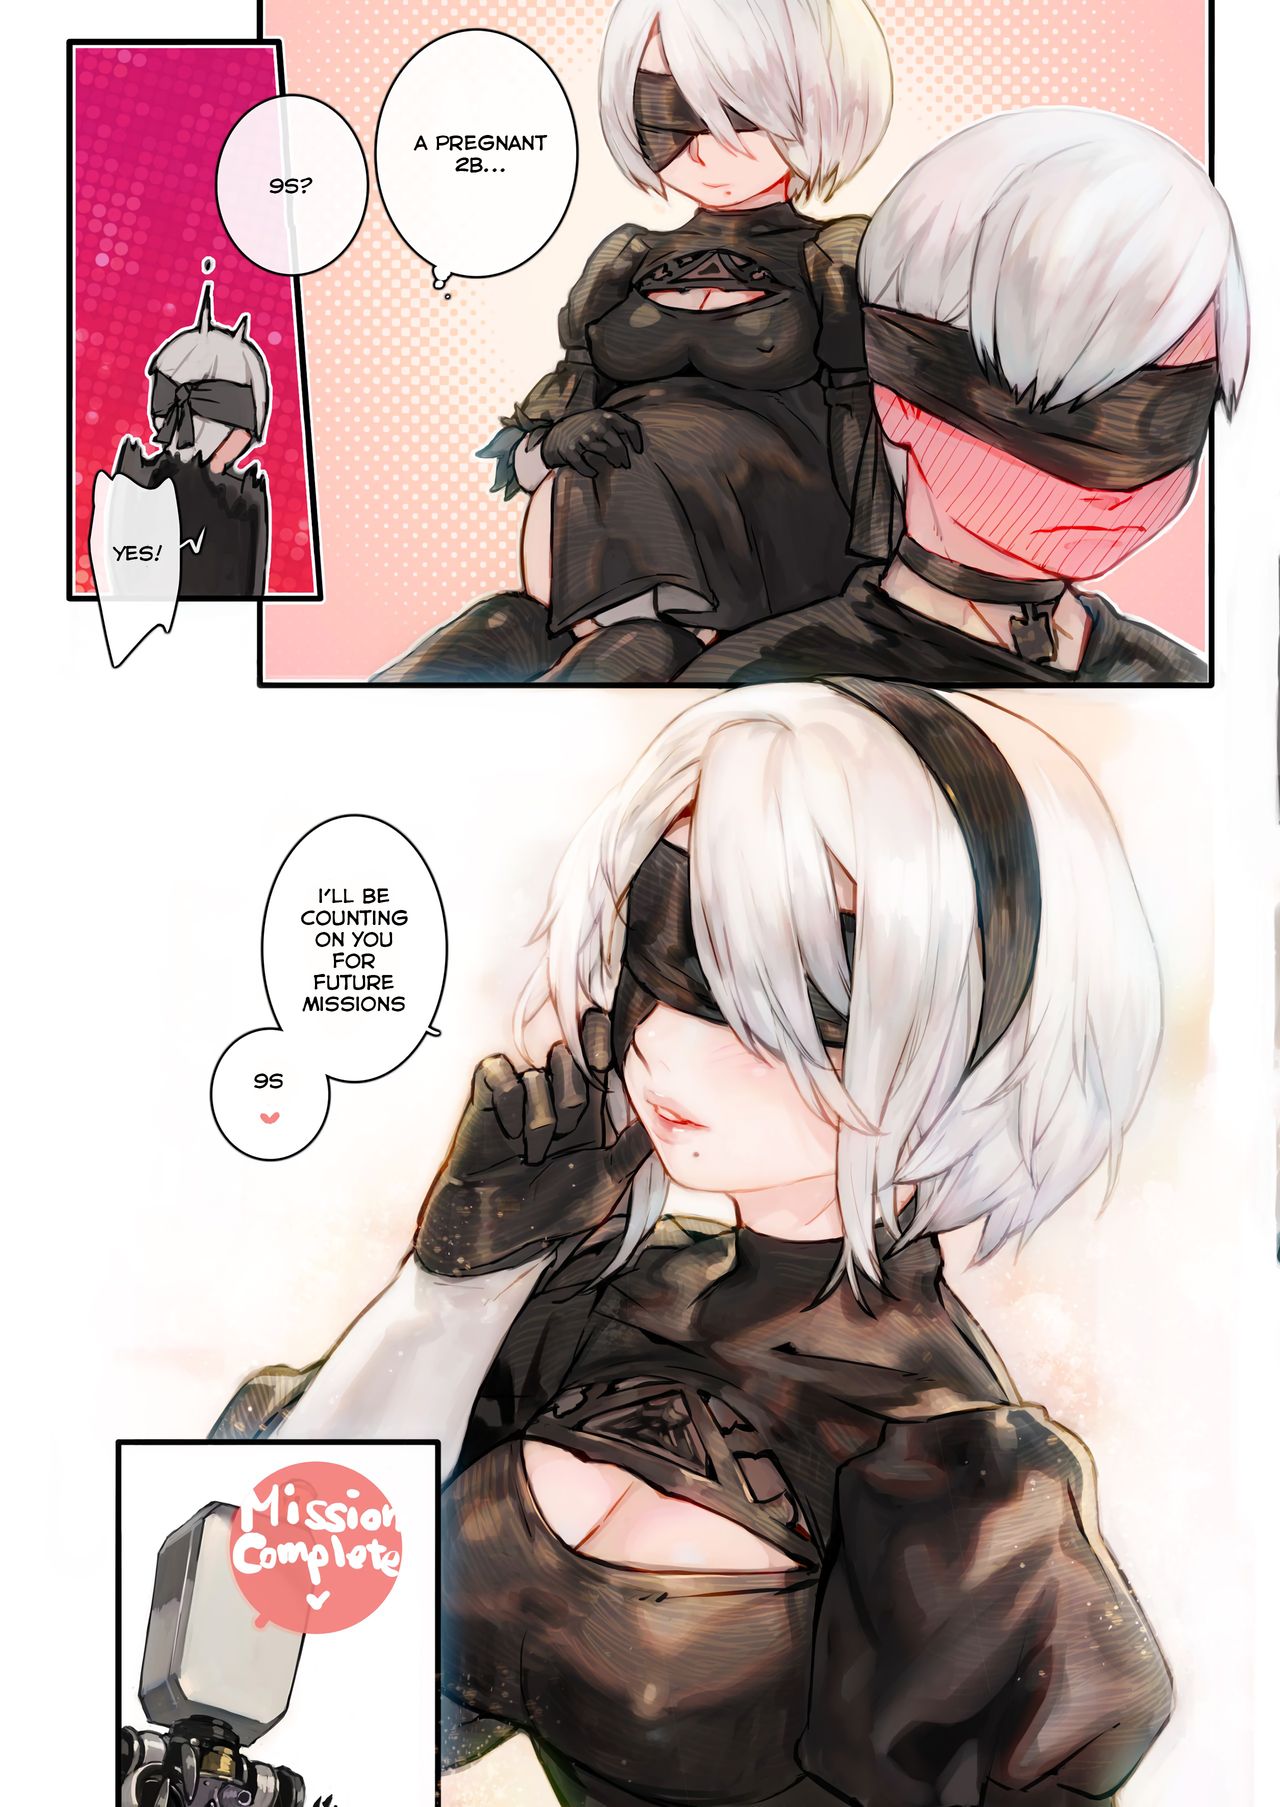 A PREGNANT
2B...
9S?
YES!
I'LL BE
COUNTING
ON YOU
FOR
FUTURE
MISSIONS
9S
Mission
Complete